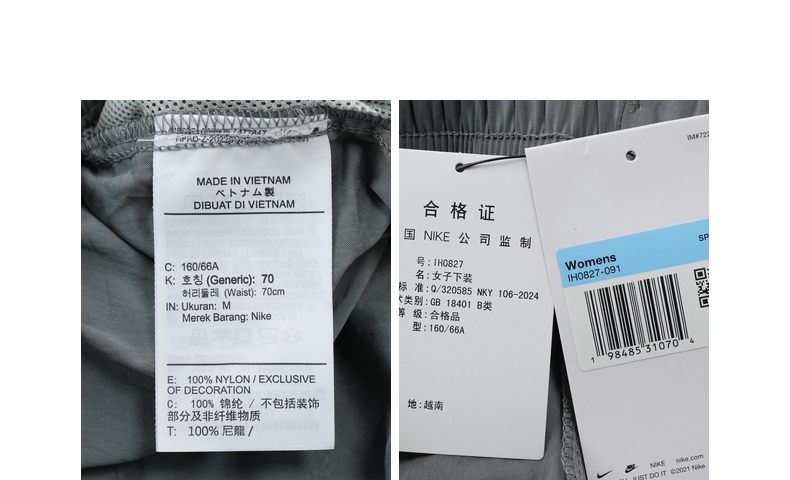 MADE IN VIETNAM
ベトナム製
DIBUAT DI VIETNAM
C: 160/66A
K: 호칭 (Generic): 70
허리둘레 (Waist): 70cm
IN: Ukuran: M
Merek Barang: Nike
E: 100% NYLON / EXCLUSIVE
OF DECORATION
C: 100% 锦纶 / 不包括装饰
部分及非纤维物质
T: 100% 尼龍 /
合格证
国 NIKE 公司监制
号: IH0827
名: 女子下装
标 准: Q/320585 NKY 106-2024
术类别: GB 18401 B类
等 级: 合格品
型: 160/66A
地: 越南
IM#722
SP
Womens
IH0827-091
1 98485 31070 4
NIKE nike.com
JUST DO IT ©2021 Nike